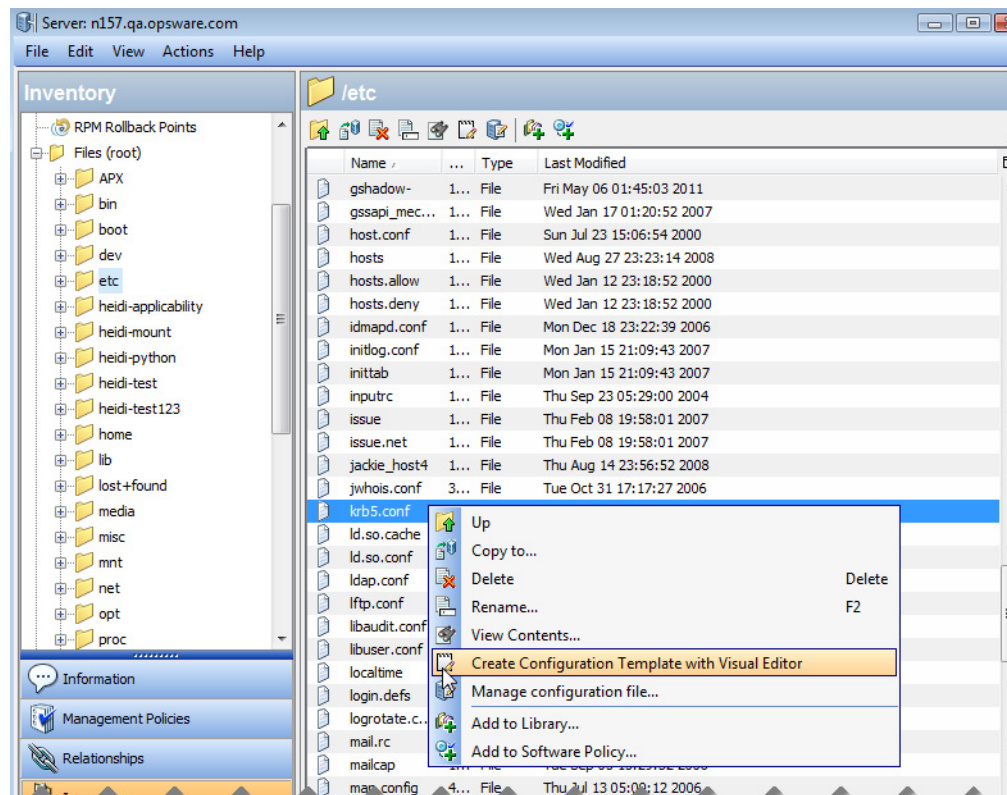 Server: n157.qa.opsware.com
File Edit View Actions Help
Inventory
RPM Rollback Points
Files (root)
APX
bin
boot
dev
etc
heidi-applicability
heidi-mount
heidi-python
heidi-test
heidi-test123
home
lib
lost+found
media
misc
mnt
net
opt
proc
Information
Management Policies
Relationships
/etc
Name ... Type Last Modified
gshadow- 1... File Fri May 06 01:45:03 2011
gssapi_mec... 1... File Wed Jan 17 01:20:52 2007
host.conf 1... File Sun Jul 23 15:06:54 2000
hosts 1... File Wed Aug 27 23:23:14 2008
hosts.allow 1... File Wed Jan 12 23:18:52 2000
hosts.deny 1... File Wed Jan 12 23:18:52 2000
idmapd.conf 1... File Mon Dec 18 23:22:39 2006
initlog.conf 1... File Mon Jan 15 21:09:43 2007
inittab 1... File Mon Jan 15 21:09:43 2007
inputrc 1... File Thu Sep 23 05:29:00 2004
issue 1... File Thu Feb 08 19:58:01 2007
issue.net 1... File Thu Feb 08 19:58:01 2007
jackie_host4 1... File Thu Aug 14 23:56:52 2008
jwhois.conf 3... File Tue Oct 31 17:17:27 2006
krb5.conf
ld.so.cache
ld.so.conf
ldap.conf
lftp.conf
libaudit.conf
libuser.conf
localtime
login.defs
logrotate.c...
mail.rc
mailcap
map_config 4... File Thu Jul 13 05:09:12 2006
Up
Copy to...
Delete Delete
Rename... F2
View Contents...
Create Configuration Template with Visual Editor
Manage configuration file...
Add to Library...
Add to Software Policy...